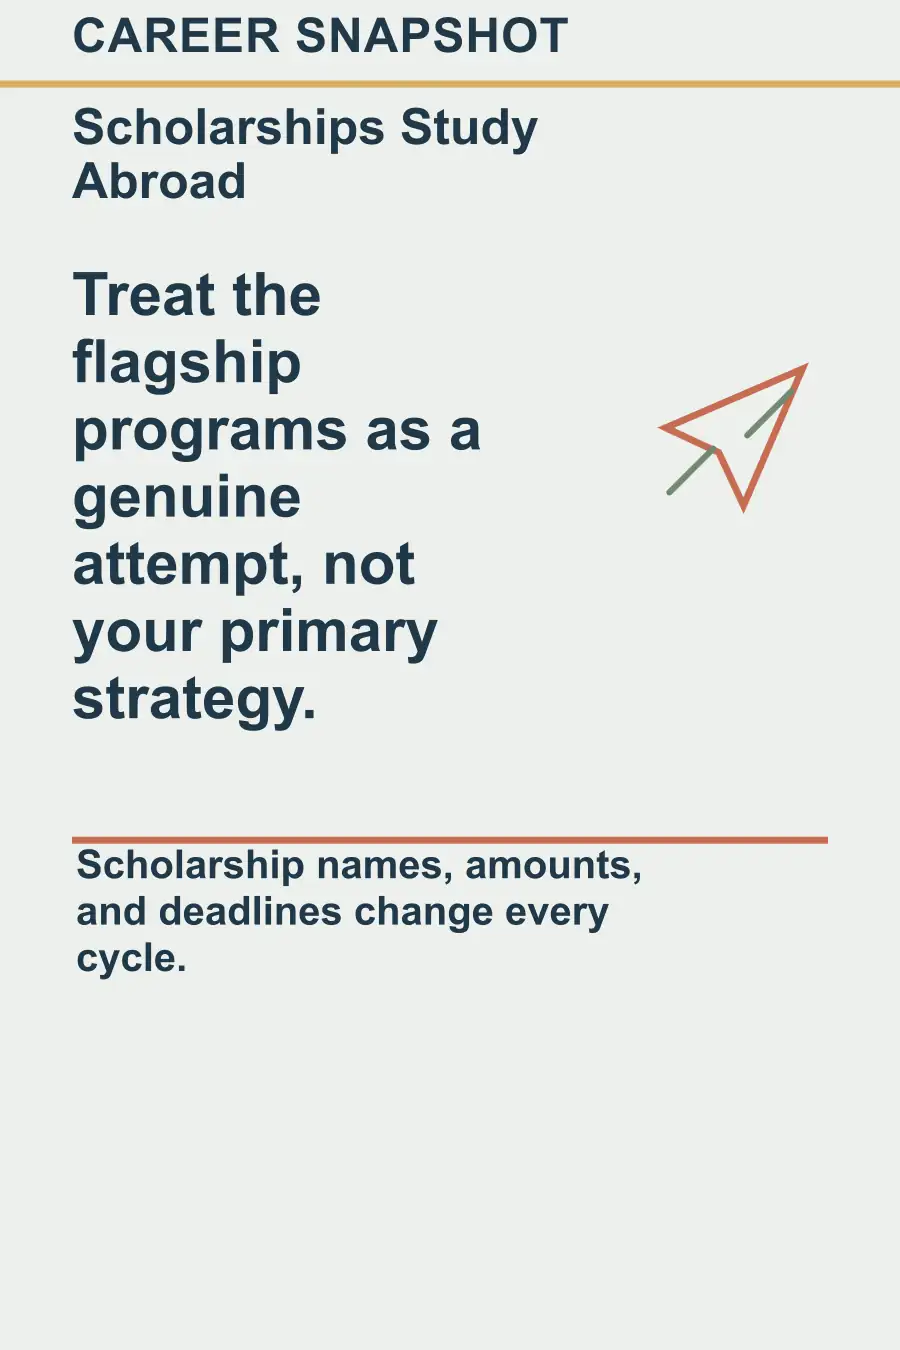 CAREER SNAPSHOT
Scholarships Study
Abroad
Treat the
flagship
programs as a
genuine
attempt, not
your primary
strategy.
Scholarship names, amounts,
and deadlines change every
cycle.